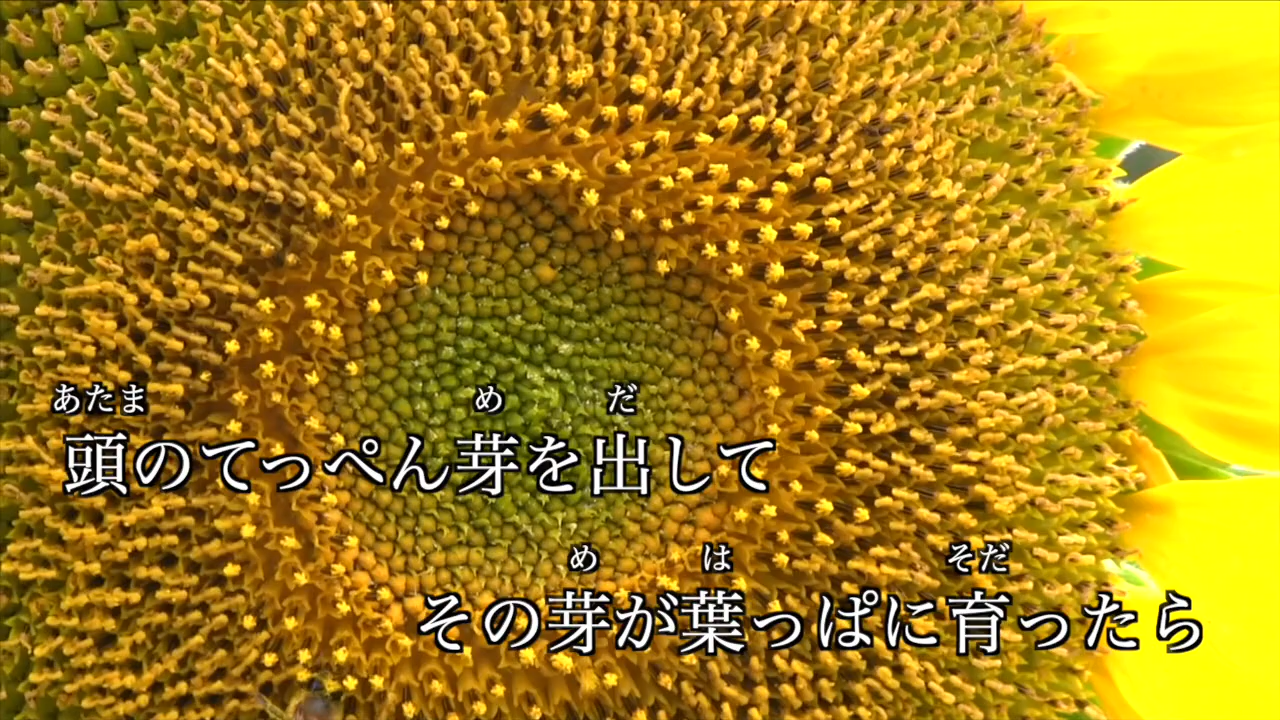 あたま め だ
頭のてっぺん芽を出して
め は そだ
その芽が葉っぱに育ったら